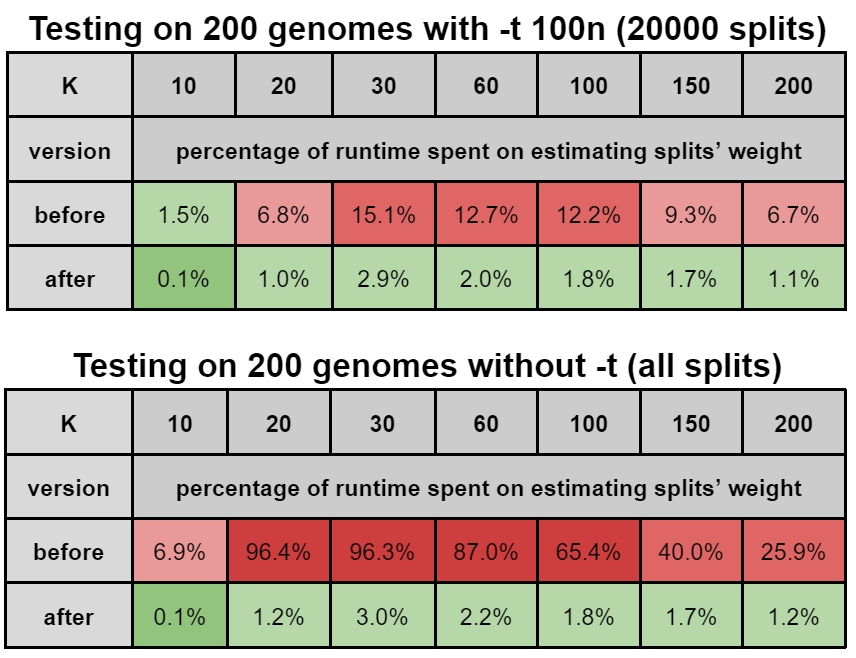 Testing on 200 genomes with -t 100n (20000 splits)
K 10 20 30 60 100 150 200
version percentage of runtime spent on estimating splits’ weight
before 1.5% 6.8% 15.1% 12.7% 12.2% 9.3% 6.7%
after 0.1% 1.0% 2.9% 2.0% 1.8% 1.7% 1.1%
Testing on 200 genomes without -t (all splits)
K 10 20 30 60 100 150 200
version percentage of runtime spent on estimating splits’ weight
before 6.9% 96.4% 96.3% 87.0% 65.4% 40.0% 25.9%
after 0.1% 1.2% 3.0% 2.2% 1.8% 1.7% 1.2%